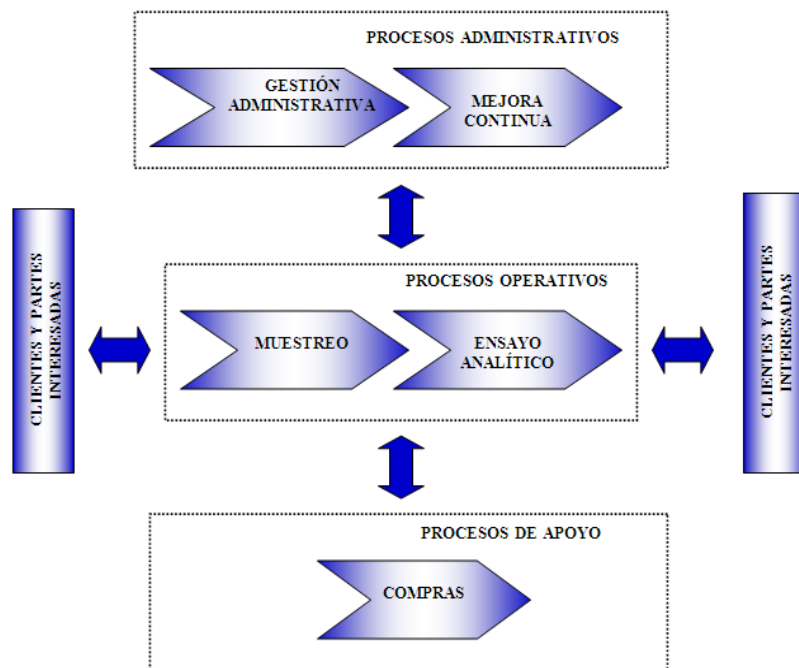 PROCESOS ADMINISTRATIVOS
GESTIÓN
ADMINISTRATIVA
MEJORA
CONTINUA
CLIENTES Y PARTES
INTERESADAS
PROCESOS OPERATIVOS
MUESTREO
ENSAYO
ANALÍTICO
CLIENTES Y PARTES
INTERESADAS
PROCESOS DE APOYO
COMPRAS